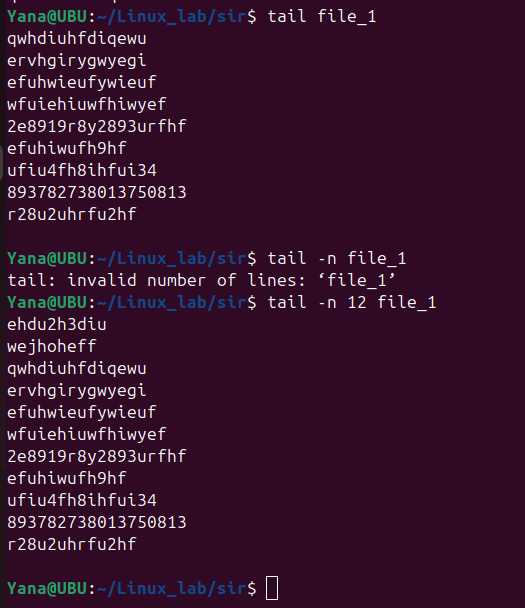 Yana@UBU:~/Linux_lab/sir$ tail file_1
qwhdiuhfdiqewu
ervhgirygwyegi
efuhwieufywieuf
wfuiehiuwfhiwyef
2e8919r8y2893urfhf
efuhiwufh9hf
ufiu4fh8ihfui34
893782738013750813
r28u2uhrfu2hf
Yana@UBU:~/Linux_lab/sir$ tail -n file_1
tail: invalid number of lines: ‘file_1’
Yana@UBU:~/Linux_lab/sir$ tail -n 12 file_1
ehdu2h3diu
wejhoheff
qwhdiuhfdiqewu
ervhgirygwyegi
efuhwieufywieuf
wfuiehiuwfhiwyef
2e8919r8y2893urfhf
efuhiwufh9hf
ufiu4fh8ihfui34
893782738013750813
r28u2uhrfu2hf
Yana@UBU:~/Linux_lab/sir$